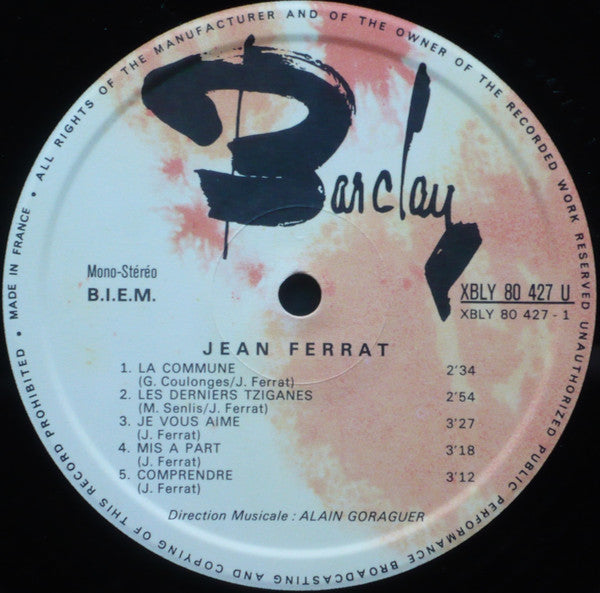 ALL RIGHTS OF THE MANUFACTURER AND OF THE OWNER OF THE RECORDED WORK RESERVED UNAUTHORIZED PUBLIC PERFORMANCE BROADCASTING AND COPYING OF THIS RECORD PROHIBITED • MADE IN FRANCE •
Barclay
Mono-Stéréo
B.I.E.M.
XBLY 80 427 U
XBLY 80 427 - 1
JEAN FERRAT
1. LA COMMUNE 2'34
(G. Coulonges/J. Ferrat)
2. LES DERNIERS TZIGANES 2'54
(M. Senlis/J. Ferrat)
3. JE VOUS AIME 3'27
(J. Ferrat)
4. MIS A PART 3'18
(J. Ferrat)
5. COMPRENDRE 3'12
(J. Ferrat)
Direction Musicale : ALAIN GORAGUER